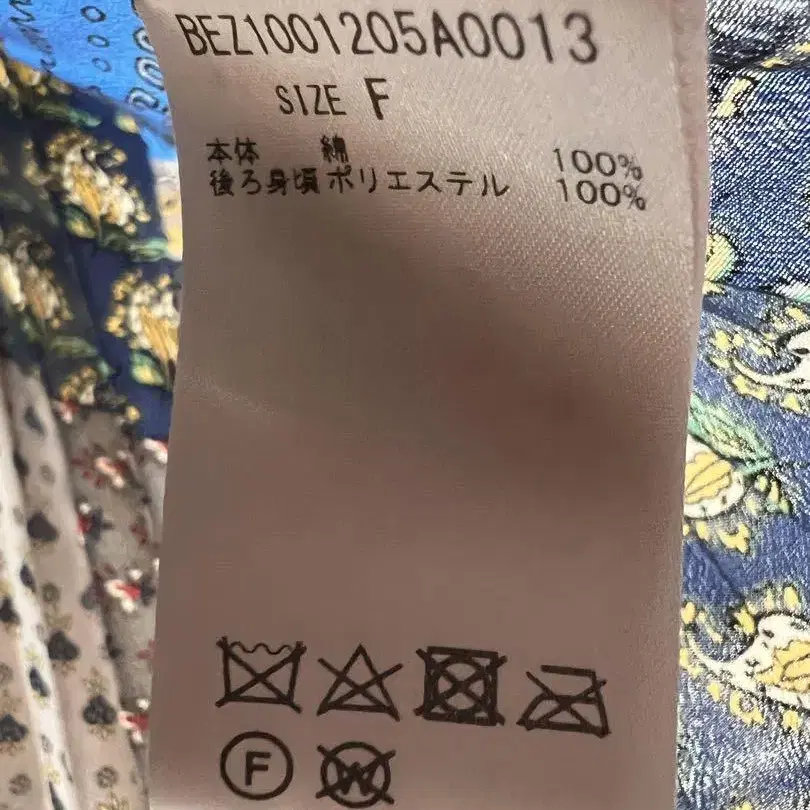 BEZ1001205A0013
SIZE F
本体 綿 100%
後ろ身頃 ポリエステル 100%
F
W